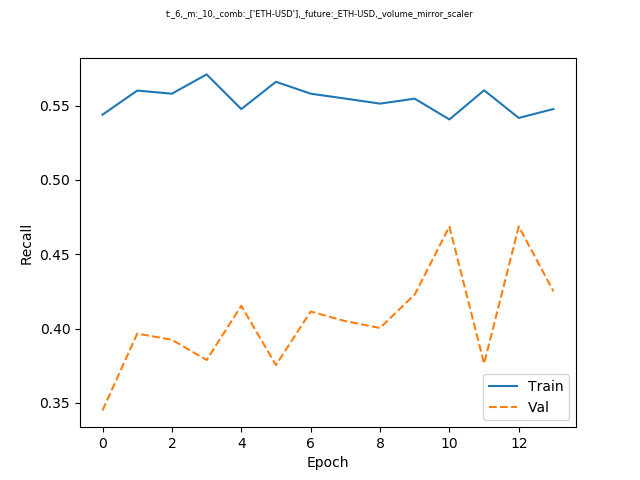 t:_6,_m:_10,_comb:_['ETH-USD'],_future:_ETH-USD,_volume_mirror_scaler
0.55
0.50
0.45
0.40
0.35
Recall
Train
Val
0 2 4 6 8 10 12
Epoch